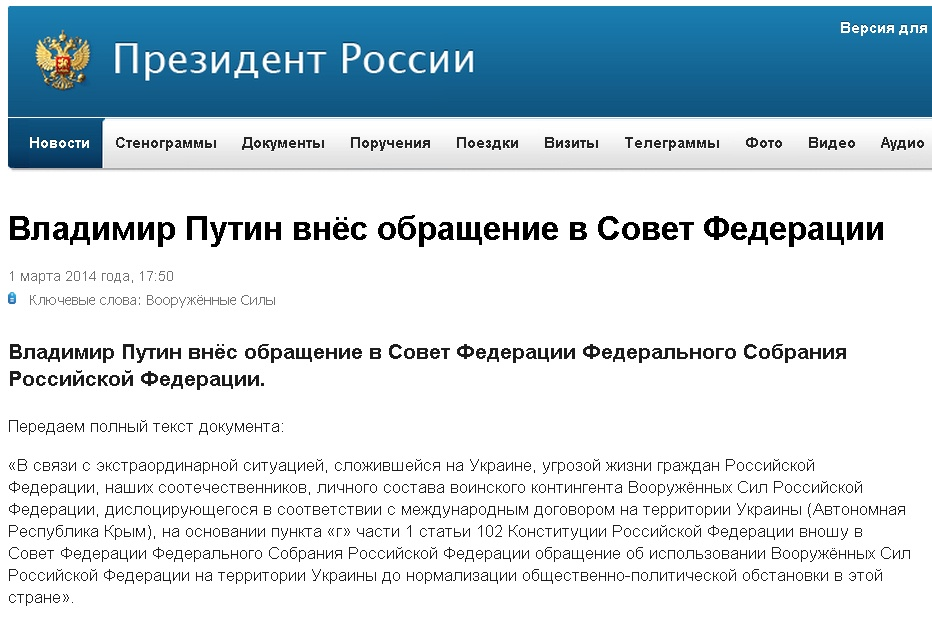 Версия для
Президент России
Новости Стенограммы Документы Поручения Поездки Визиты Телеграммы Фото Видео Аудио
Владимир Путин внёс обращение в Совет Федерации
1 марта 2014 года, 17:50
Ключевые слова: Вооружённые Силы
Владимир Путин внёс обращение в Совет Федерации Федерального Собрания
Российской Федерации.
Передаем полный текст документа:
«В связи с экстраординарной ситуацией, сложившейся на Украине, угрозой жизни граждан Российской
Федерации, наших соотечественников, личного состава воинского контингента Вооружённых Сил Российской
Федерации, дислоцирующегося в соответствии с международным договором на территории Украины (Автономная
Республика Крым), на основании пункта «г» части 1 статьи 102 Конституции Российской Федерации вношу в
Совет Федерации Федерального Собрания Российской Федерации обращение об использовании Вооружённых Сил
Российской Федерации на территории Украины до нормализации общественно-политической обстановки в этой
стране».